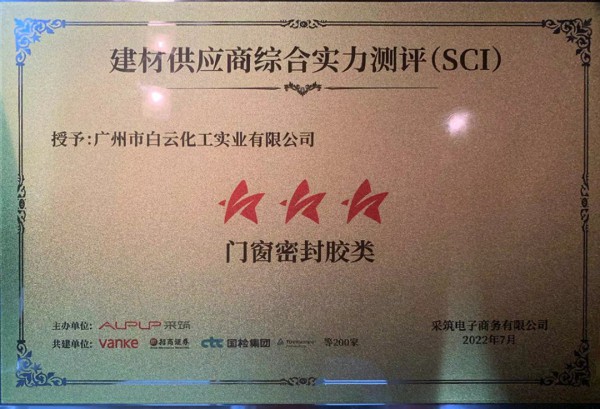 建材供应商综合实力测评(SCI)
授予:广州市白云化工实业有限公司
门窗密封胶类
主办单位: AUPUP 采筑
采筑电子商务有限公司
共建单位: vanke 招商证券 ctc 国检集团 等200家
2022年7月